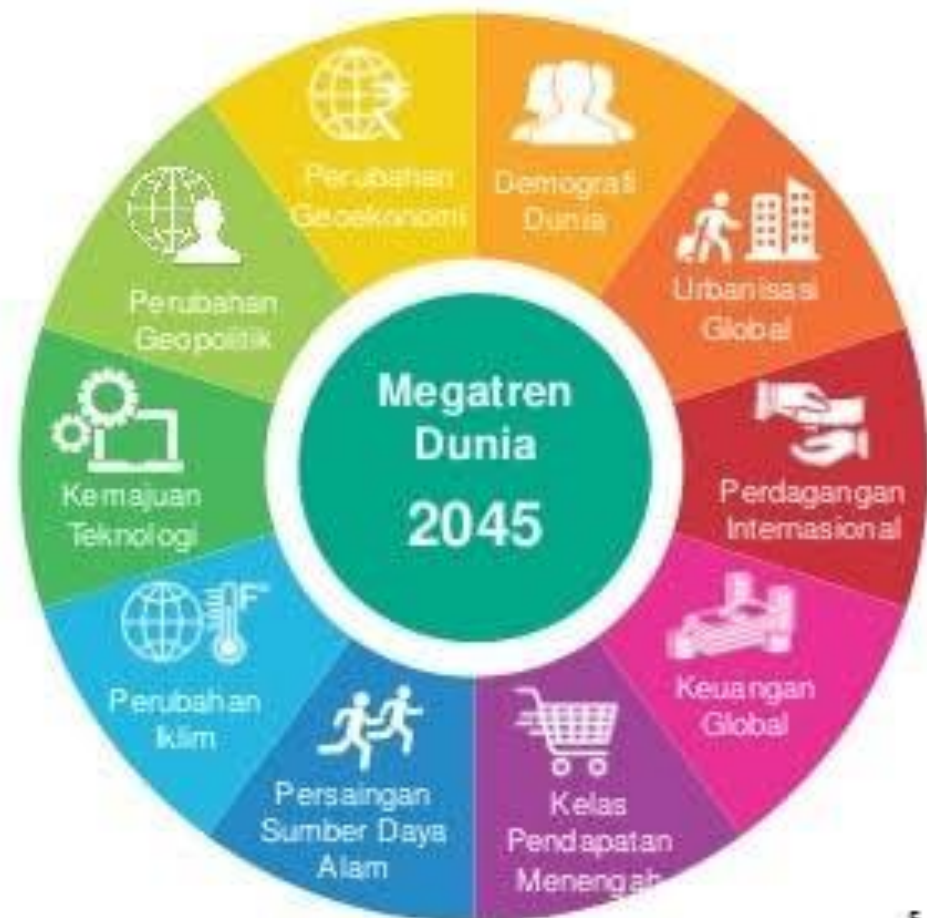 Megatren
Dunia
2045
Demografi
Dunia
Urbanisasi
Global
Perdagangan
Internasional
Keuangan
Global
Kelas
Pendapatan
Menengah
Persaingan
Sumber Daya
Alam
Perubahan
Iklim
F
Kemajuan
Teknologi
Perubahan
Geopolitik
Perubahan
Geoekonomi